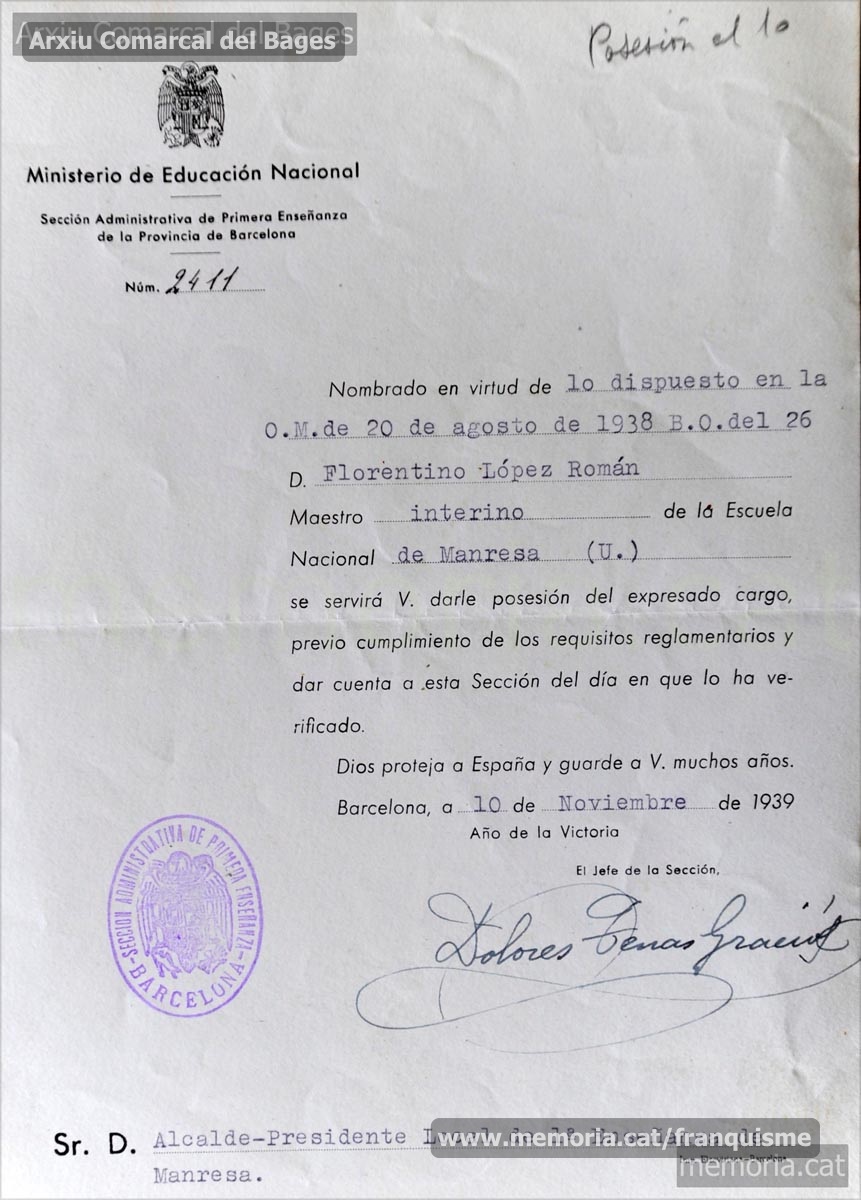 Arxiu Comarcal del Bages
Posesión el 10
Ministerio de Educación Nacional
Sección Administrativa de Primera Enseñanza
de la Provincia de Barcelona
Núm. 2411
Nombrado en virtud de lo dispuesto en la
O.M.de 20 de agosto de 1938 B.O.del 26
D. Florentino López Román
Maestro interino de la Escuela
Nacional de Manresa (U.)
se servirá V. darle posesión del expresado cargo,
previo cumplimiento de los requisitos reglamentarios y
dar cuenta a esta Sección del día en que lo ha ve-
rificado.
Dios proteja a España y guarde a V. muchos años.
Barcelona, a 10 de Noviembre de 1939
Año de la Victoria
El Jefe de la Sección,
Dolores Tenas
SECCION ADMINISTRATIVA DE PRIMERA ENSEÑANZA
-BARCELONA-
Sr. D. Alcalde-Presidente
www.memoria.cat/franquisme
Manresa.
memoria.cat